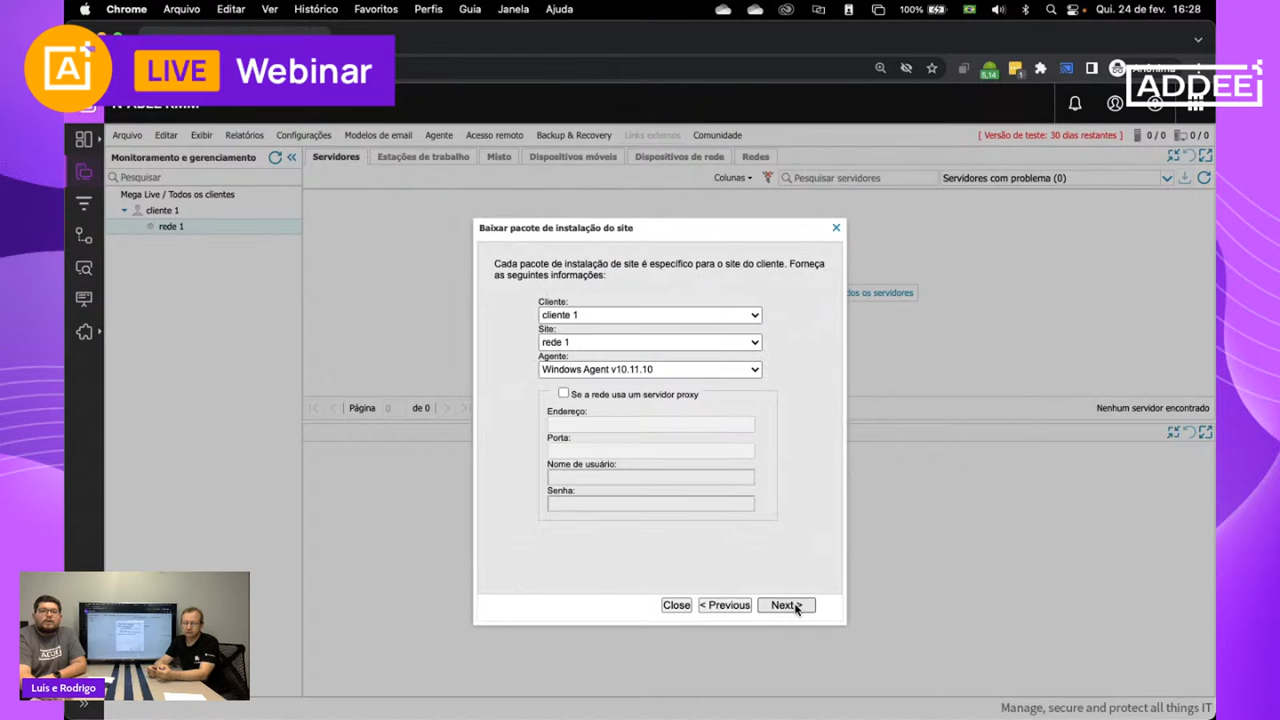 Chrome Arquivo Editar Ver Histórico Favoritos Perfis Guia Janela Ajuda 100% Qui. 24 de fev. 16:28
A LIVE Webinar
5,14 1
ADDEE
Arquivo Editar Exibir Relatórios Configurações Modelos de email Agente Acesso remoto Backup & Recovery Links externos Comunidade [ Versão de teste: 30 dias restantes ] 0 / 0 0 / 0
Monitoramento e gerenciamento Servidores Estações de trabalho Misto Dispositivos móveis Dispositivos de rede Redes
Pesquisar Colunas Pesquisar servidores Servidores com problema (0)
Mega Live / Todos os clientes
cliente 1
rede 1
Baixar pacote de instalação do site
Cada pacote de instalação de site é específico para o site do cliente. Forneça
as seguintes informações:
os servidores
Cliente:
cliente 1
Site:
rede 1
Agente:
Windows Agent v10.11.10
Se a rede usa um servidor proxy
Endereço:
Porta:
Nome de usuário:
Senha:
Página 0 de 0 Nenhum servidor encontrado
Close < Previous Next >
ADDEE
Luís e Rodrigo
Manage, secure and protect all things IT